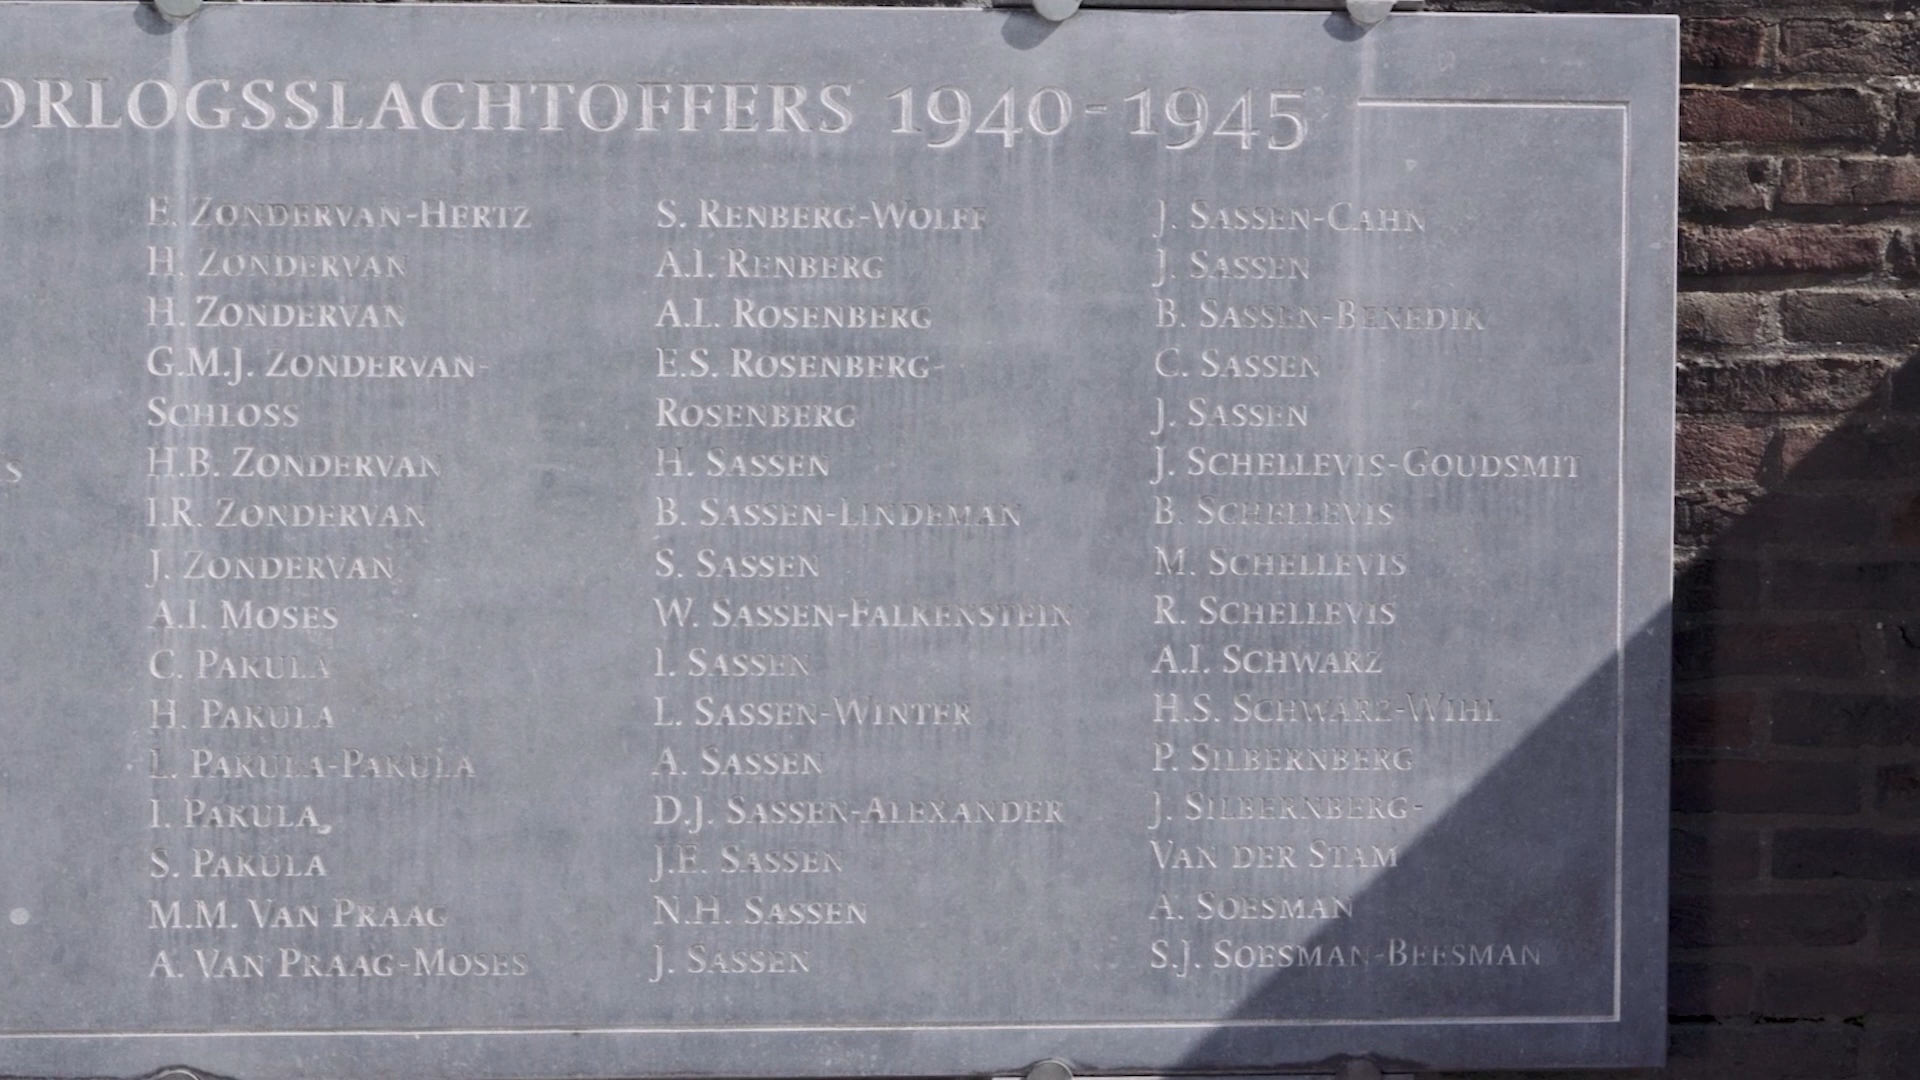 ORLOGSSLACHTOFFERS 1940-1945
S
E. ZONDERVAN-HERTZ
H. ZONDERVAN
H. ZONDERVAN
G.M.J. ZONDERVAN-
SCHLOSS
H.B. ZONDERVAN
I.R. ZONDERVAN
J. ZONDERVAN
A.I. MOSES
C. PAKULA
H. PAKULA
L. PAKULA-PAKULA
I. PAKULA
S. PAKULA
M.M. VAN PRAAG
A. VAN PRAAG-MOSES
S. RENBERG-WOLFF
A.I. RENBERG
A.L. ROSENBERG
E.S. ROSENBERG-
ROSENBERG
H. SASSEN
B. SASSEN-LINDEMAN
S. SASSEN
W. SASSEN-FALKENSTEIN
I. SASSEN
L. SASSEN-WINTER
A. SASSEN
D.J. SASSEN-ALEXANDER
J.E. SASSEN
N.H. SASSEN
J. SASSEN
J. SASSEN-CAHN
J. SASSEN
B. SASSEN-BENEDIK
C. SASSEN
J. SASSEN
J. SCHELLEVIS-GOUDSMIT
B. SCHELLEVIS
M. SCHELLEVIS
R. SCHELLEVIS
A.I. SCHWARZ
H.S. SCHWARZ-WIHL
P. SILBERNBERG
J. SILBERNBERG-
VAN DER STAM
A. SOESMAN
S.J. SOESMAN-BEESMAN